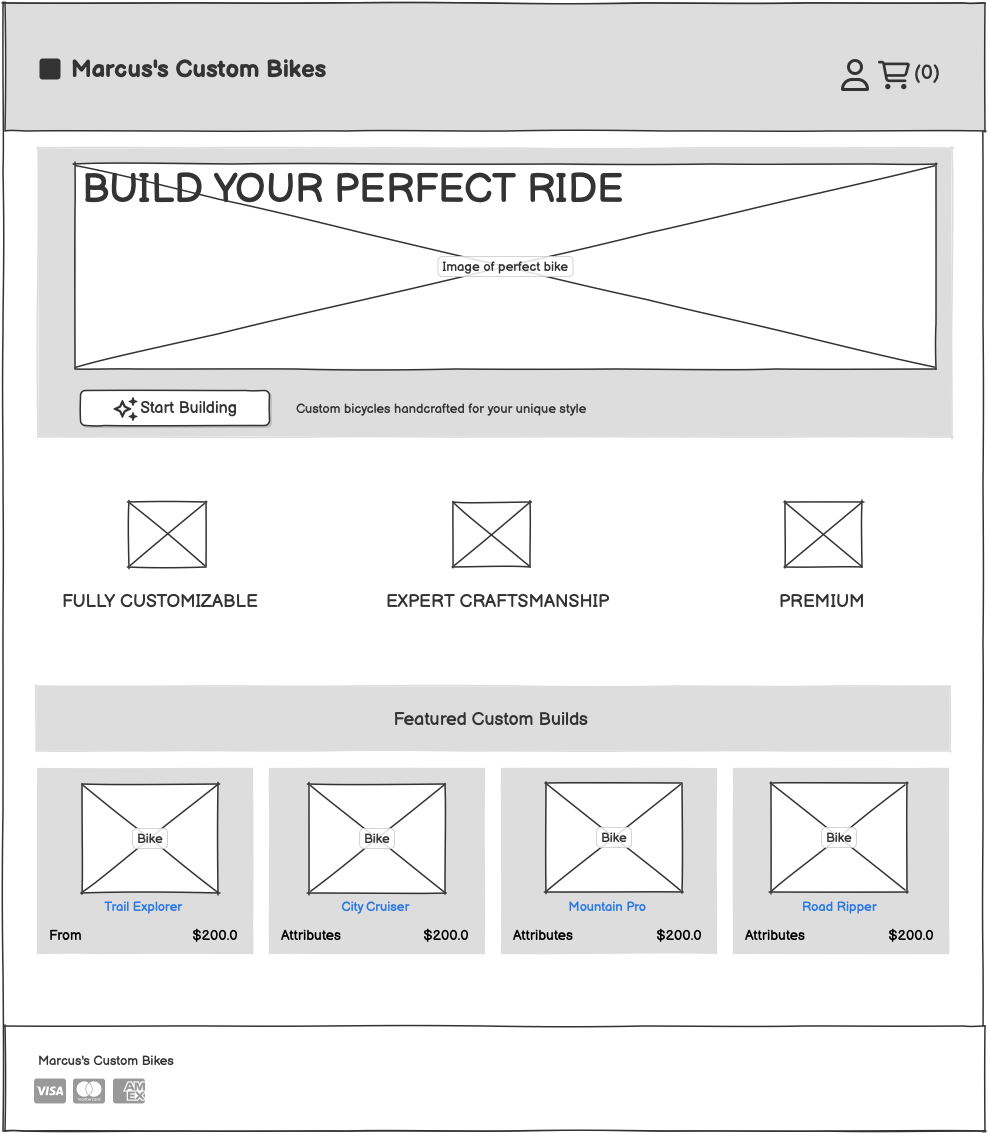 Marcus's Custom Bikes
(0)
BUILD YOUR PERFECT RIDE
Image of perfect bike
Start Building
Custom bicycles handcrafted for your unique style
FULLY CUSTOMIZABLE
EXPERT CRAFTSMANSHIP
PREMIUM
Featured Custom Builds
Bike
Bike
Bike
Bike
Trail Explorer
City Cruiser
Mountain Pro
Road Ripper
From $200.0
Attributes $200.0
Attributes $200.0
Attributes $200.0
Marcus's Custom Bikes
VISA
mastercard
AM
EX